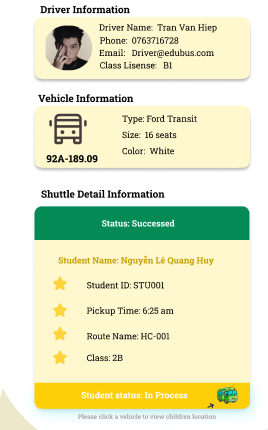 Driver Information
Driver Name: Tran Van Hiep
Phone: 0763716728
Email: Driver@edubus.com
Class Lisense: B1
Vehicle Information
Type: Ford Transit
Size: 16 seats
Color: White
92A-189.09
Shuttle Detail Information
Status: Successed
Student Name: Nguyễn Lê Quang Huy
Student ID: STU001
Pickup Time: 6:25 am
Route Name: HC-001
Class: 2B
Student status: In Process
Please click a vehicle to view children location